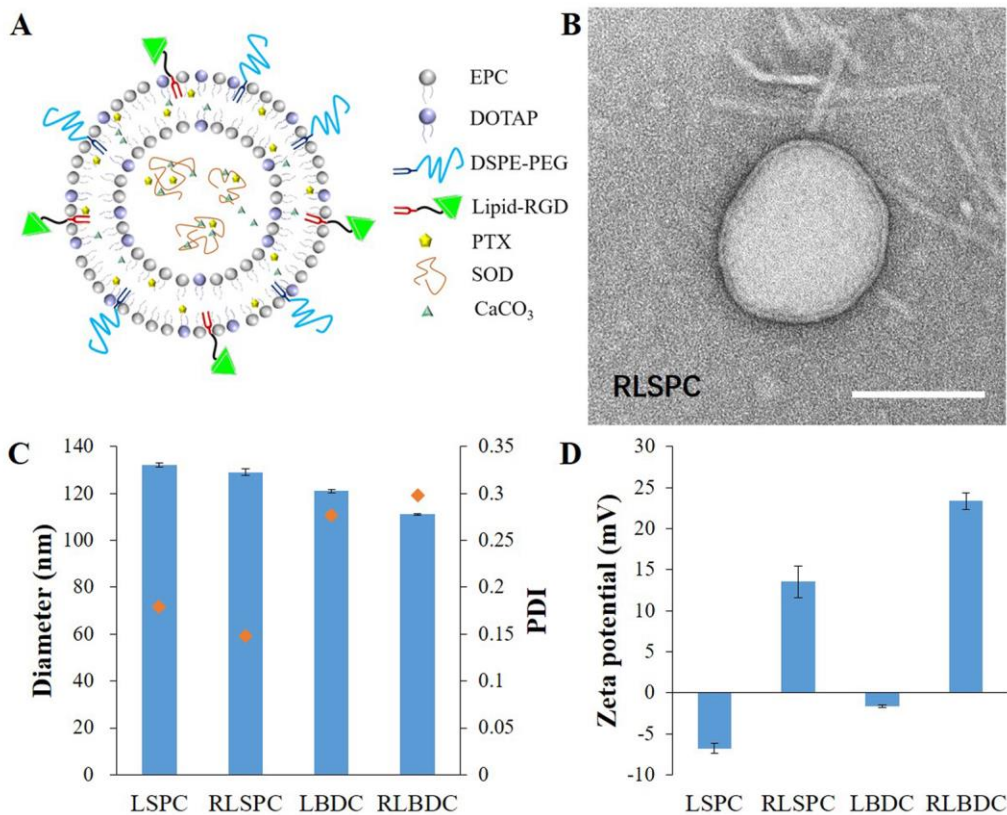 A
EPC
DOTAP
DSPE-PEG
Lipid-RGD
PTX
SOD
CaCO₃
B
RLSPC
C
Diameter (nm)
140
120
100
80
60
40
20
0
0.35
0.3
0.25
0.2
0.15
0.1
0.05
0
PDI
LSPC RLSPC LBDC RLBDC
D
Zeta potential (mV)
30
25
20
15
10
5
0
-5
-10
LSPC RLSPC LBDC RLBDC